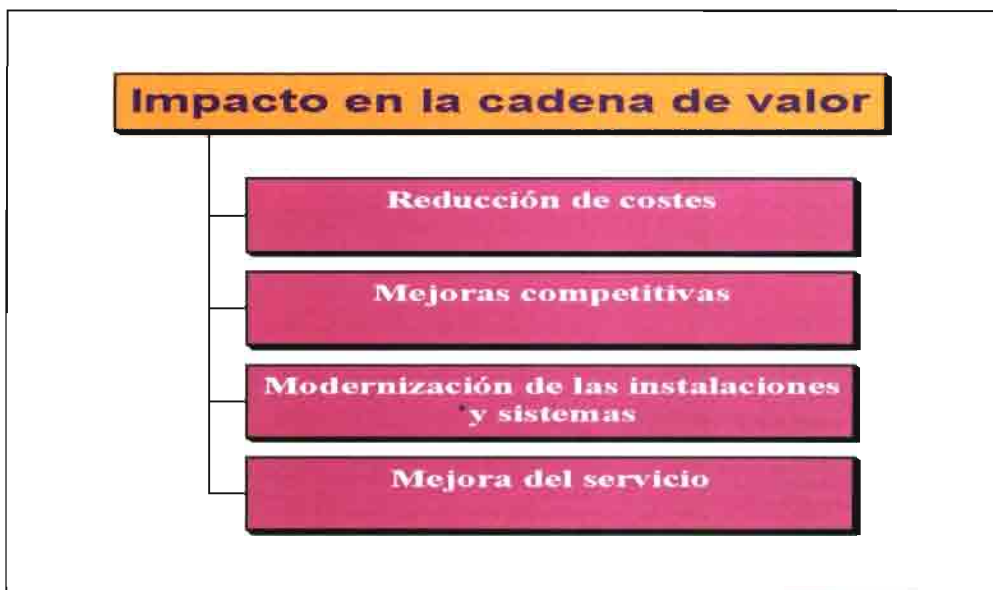 Impacto en la cadena de valor
Reducción de costes
Mejoras competitivas
Modernización de las instalaciones
y sistemas
Mejora del servicio